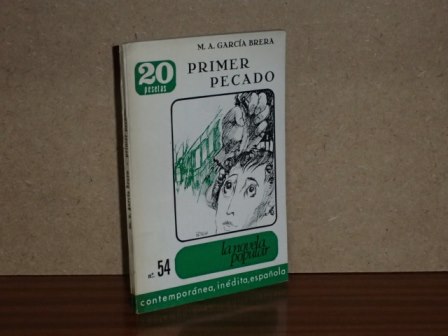 M. A. GARCÍA BRERA
20
pesetas
PRIMER
PECADO
nº. 54
la novela
popular
contemporánea, inédita, española